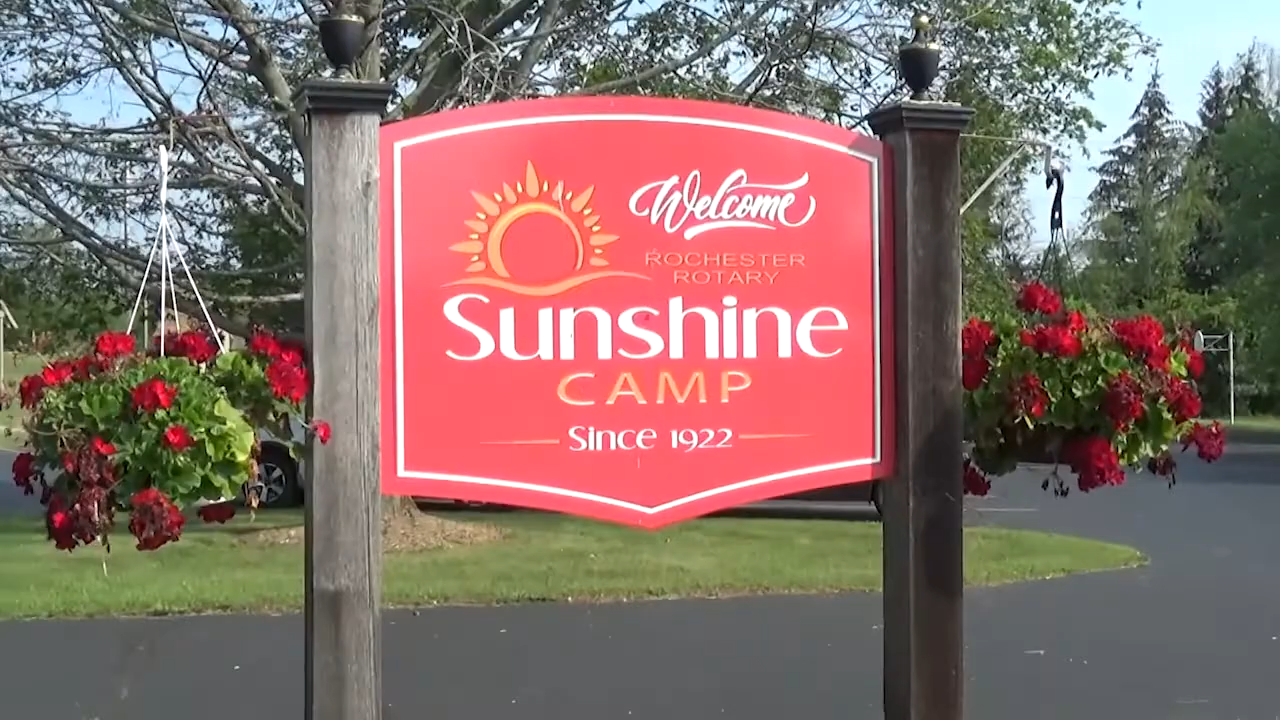 Welcome
ROCHESTER
ROTARY
Sunshine
CAMP
Since 1922